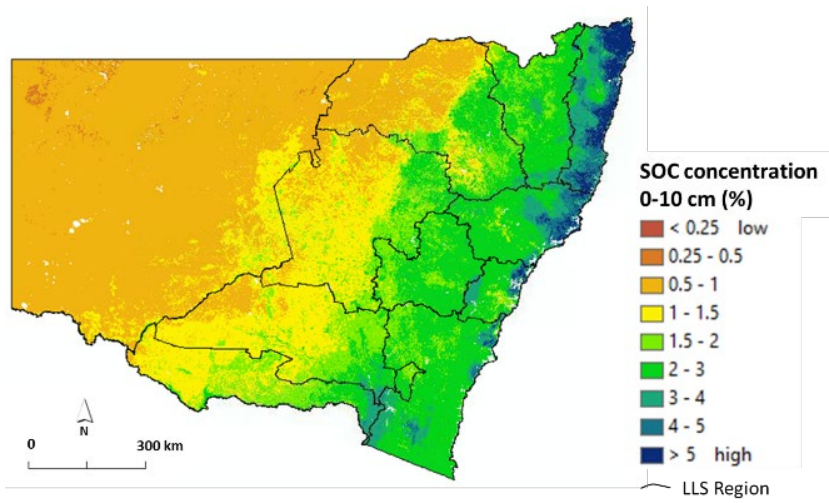 SOC concentration
0-10 cm (%)
< 0.25 low
0.25 - 0.5
0.5 - 1
1 - 1.5
1.5 - 2
2 - 3
3 - 4
4 - 5
> 5 high
LLS Region
N
0 300 km